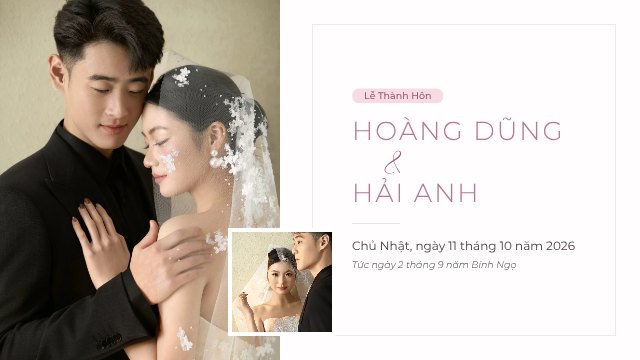 Lễ Thành Hôn
HOÀNG DŨNG
&
HẢI ANH
Chủ Nhật, ngày 11 tháng 10 năm 2026
Tức ngày 2 tháng 9 năm Bính Ngọ